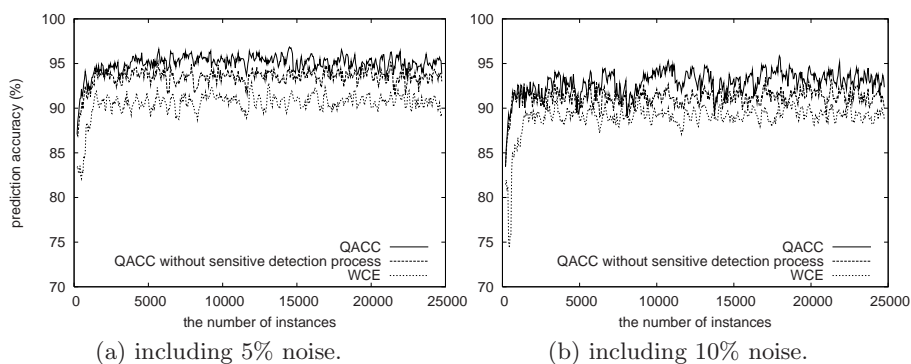 100
95
90
85
80
75
70
prediction accuracy (%)
QACC
QACC without sensitive detection process
WCE
0 5000 10000 15000 20000 25000
the number of instances
(a) including 5% noise.
100
95
90
85
80
75
70
QACC
QACC without sensitive detection process
WCE
0 5000 10000 15000 20000 25000
the number of instances
(b) including 10% noise.